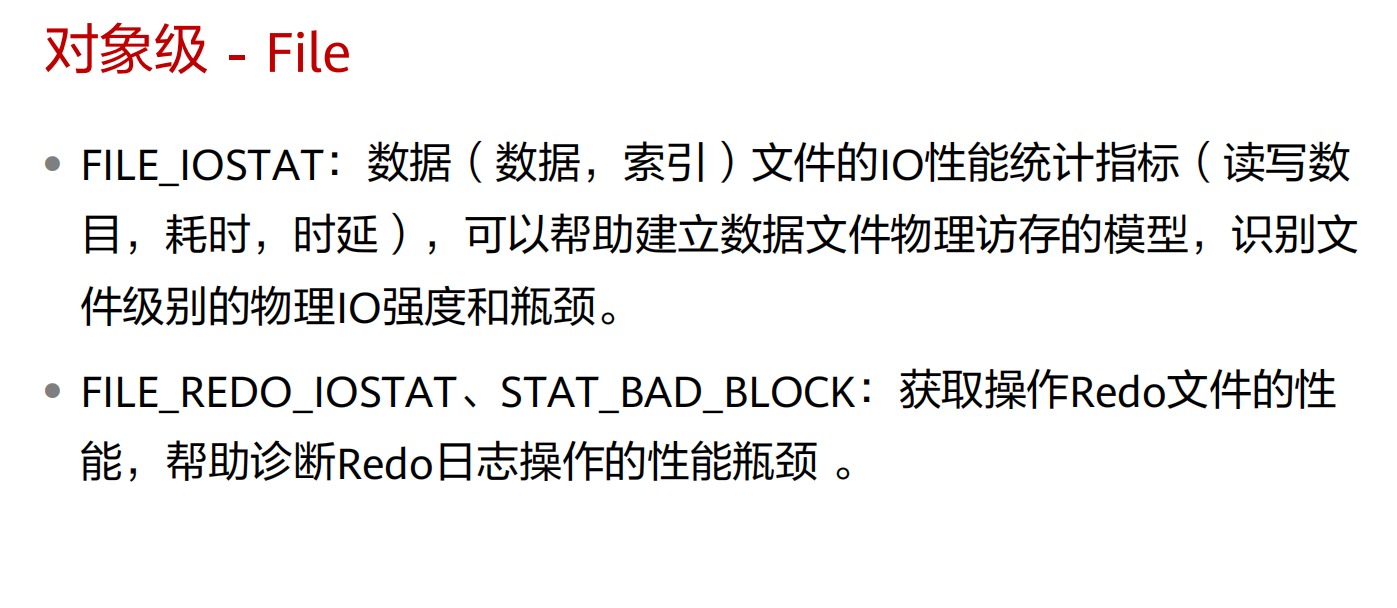 对象级 - File
• FILE_IOSTAT：数据（数据，索引）文件的IO性能统计指标（读写数
目，耗时，时延），可以帮助建立数据文件物理访存的模型，识别文
件级别的物理IO强度和瓶颈。
• FILE_REDO_IOSTAT、STAT_BAD_BLOCK：获取操作Redo文件的性
能，帮助诊断Redo日志操作的性能瓶颈 。